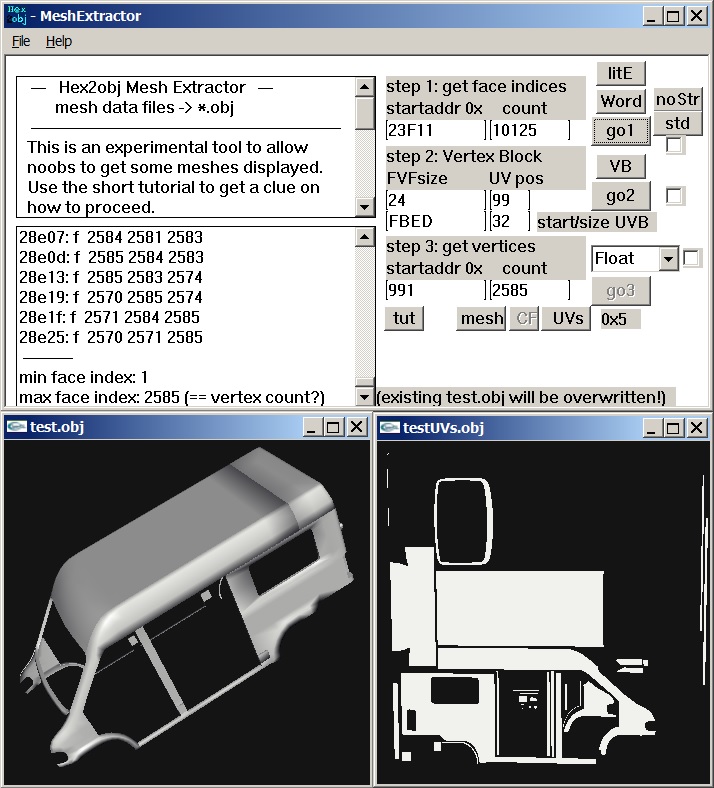 Hex
obj - MeshExtractor
File Help
— Hex2obj Mesh Extractor —
mesh data files -> *.obj
This is an experimental tool to allow
noobs to get some meshes displayed.
Use the short tutorial to get a clue on
how to proceed.
28e07: f 2584 2581 2583
28e0d: f 2585 2584 2583
28e13: f 2585 2583 2574
28e19: f 2570 2585 2574
28e1f: f 2571 2584 2585
28e25: f 2570 2571 2585
min face index: 1
max face index: 2585 (== vertex count?)
step 1: get face indices
startaddr 0x count
23F11 10125
litE
Word noStr
go1 std
step 2: Vertex Block
FVFsize UV pos
24 99
FBED 32 start/size UVB
VB
go2
step 3: get vertices
startaddr 0x count
991 2585
Float
go3
tut mesh CF UVs 0x5
(existing test.obj will be overwritten!)
test.obj
testUVs.obj